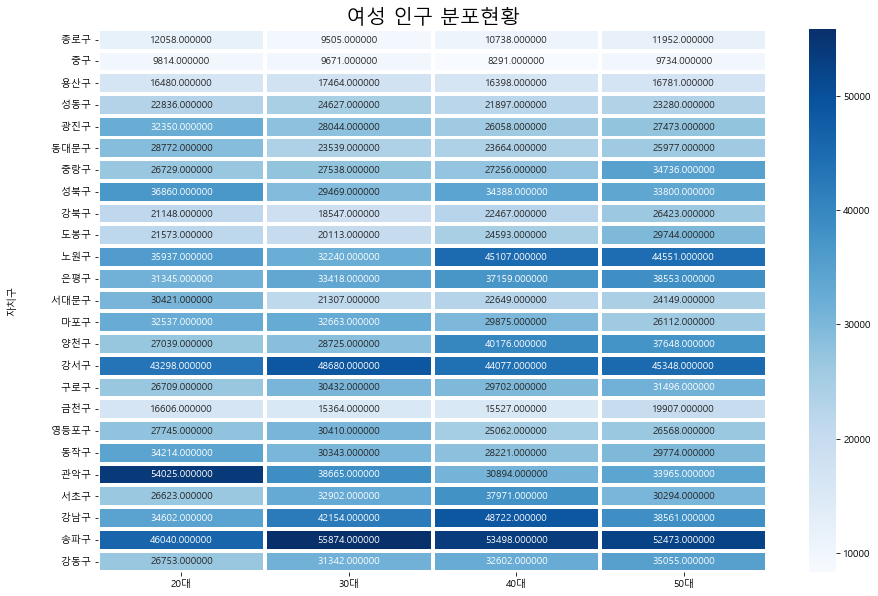 여성 인구 분포현황
종로구 12058.000000 9505.000000 10738.000000 11952.000000
중구 9814.000000 9671.000000 8291.000000 9734.000000
용산구 16480.000000 17464.000000 16398.000000 16781.000000
성동구 22836.000000 24627.000000 21897.000000 23280.000000
광진구 32350.000000 28044.000000 26058.000000 27473.000000
동대문구 28772.000000 23539.000000 23664.000000 25977.000000
중랑구 26729.000000 27538.000000 27256.000000 34736.000000
성북구 36860.000000 29469.000000 34388.000000 33800.000000
강북구 21148.000000 18547.000000 22467.000000 26423.000000
도봉구 21573.000000 20113.000000 24593.000000 29744.000000
노원구 35937.000000 32240.000000 45107.000000 44551.000000
은평구 31345.000000 33418.000000 37159.000000 38553.000000
서대문구 30421.000000 21307.000000 22649.000000 24149.000000
마포구 32537.000000 32663.000000 29875.000000 26112.000000
양천구 27039.000000 28725.000000 40176.000000 37648.000000
강서구 43298.000000 48680.000000 44077.000000 45348.000000
구로구 26709.000000 30432.000000 29702.000000 31496.000000
금천구 16606.000000 15364.000000 15527.000000 19907.000000
영등포구 27745.000000 30410.000000 25062.000000 26568.000000
동작구 34214.000000 30343.000000 28221.000000 29774.000000
관악구 54025.000000 38665.000000 30894.000000 33965.000000
서초구 26623.000000 32902.000000 37971.000000 30294.000000
강남구 34602.000000 42154.000000 48722.000000 38561.000000
송파구 46040.000000 55874.000000 53498.000000 52473.000000
강동구 26753.000000 31342.000000 32602.000000 35055.000000
20대 30대 40대 50대
자치구
50000
40000
30000
20000
10000